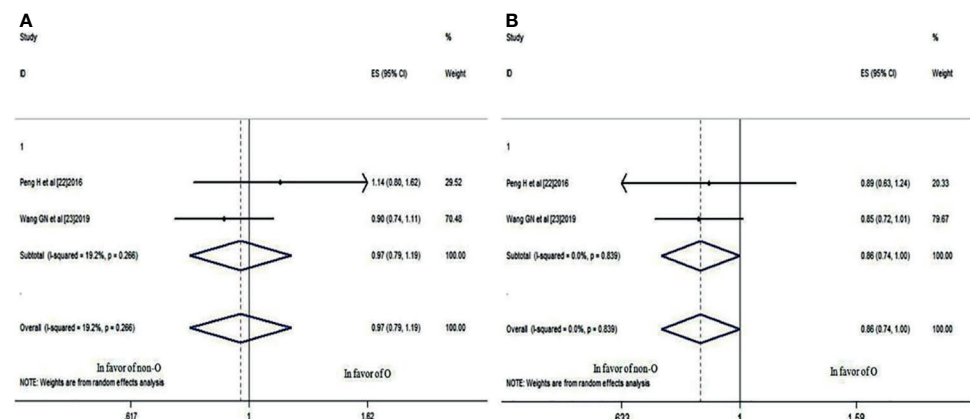 A
Study
%
ID
ES (95% CI)
Weight
1
Peng H et al [22]2016
1.14 (0.80, 1.62)
29.52
Wang GN et al [23]2019
0.90 (0.74, 1.11)
70.48
Subtotal (I-squared = 19.2%, p = 0.266)
0.97 (0.79, 1.19)
100.00
.
Overall (I-squared = 19.2%, p = 0.266)
0.97 (0.79, 1.19)
100.00
In favor of non-O
In favor of O
NOTE: Weights are from random effects analysis
.617
1
1.62
B
Study
%
ID
ES (95% CI)
Weight
1
Peng H et al [22]2016
0.89 (0.63, 1.24)
20.33
Wang GN et al [23]2019
0.85 (0.72, 1.01)
79.67
Subtotal (I-squared = 0.0%, p = 0.839)
0.86 (0.74, 1.00)
100.00
.
Overall (I-squared = 0.0%, p = 0.839)
0.86 (0.74, 1.00)
100.00
In favor of non-O
In favor of O
NOTE: Weights are from random effects analysis
1
1.59